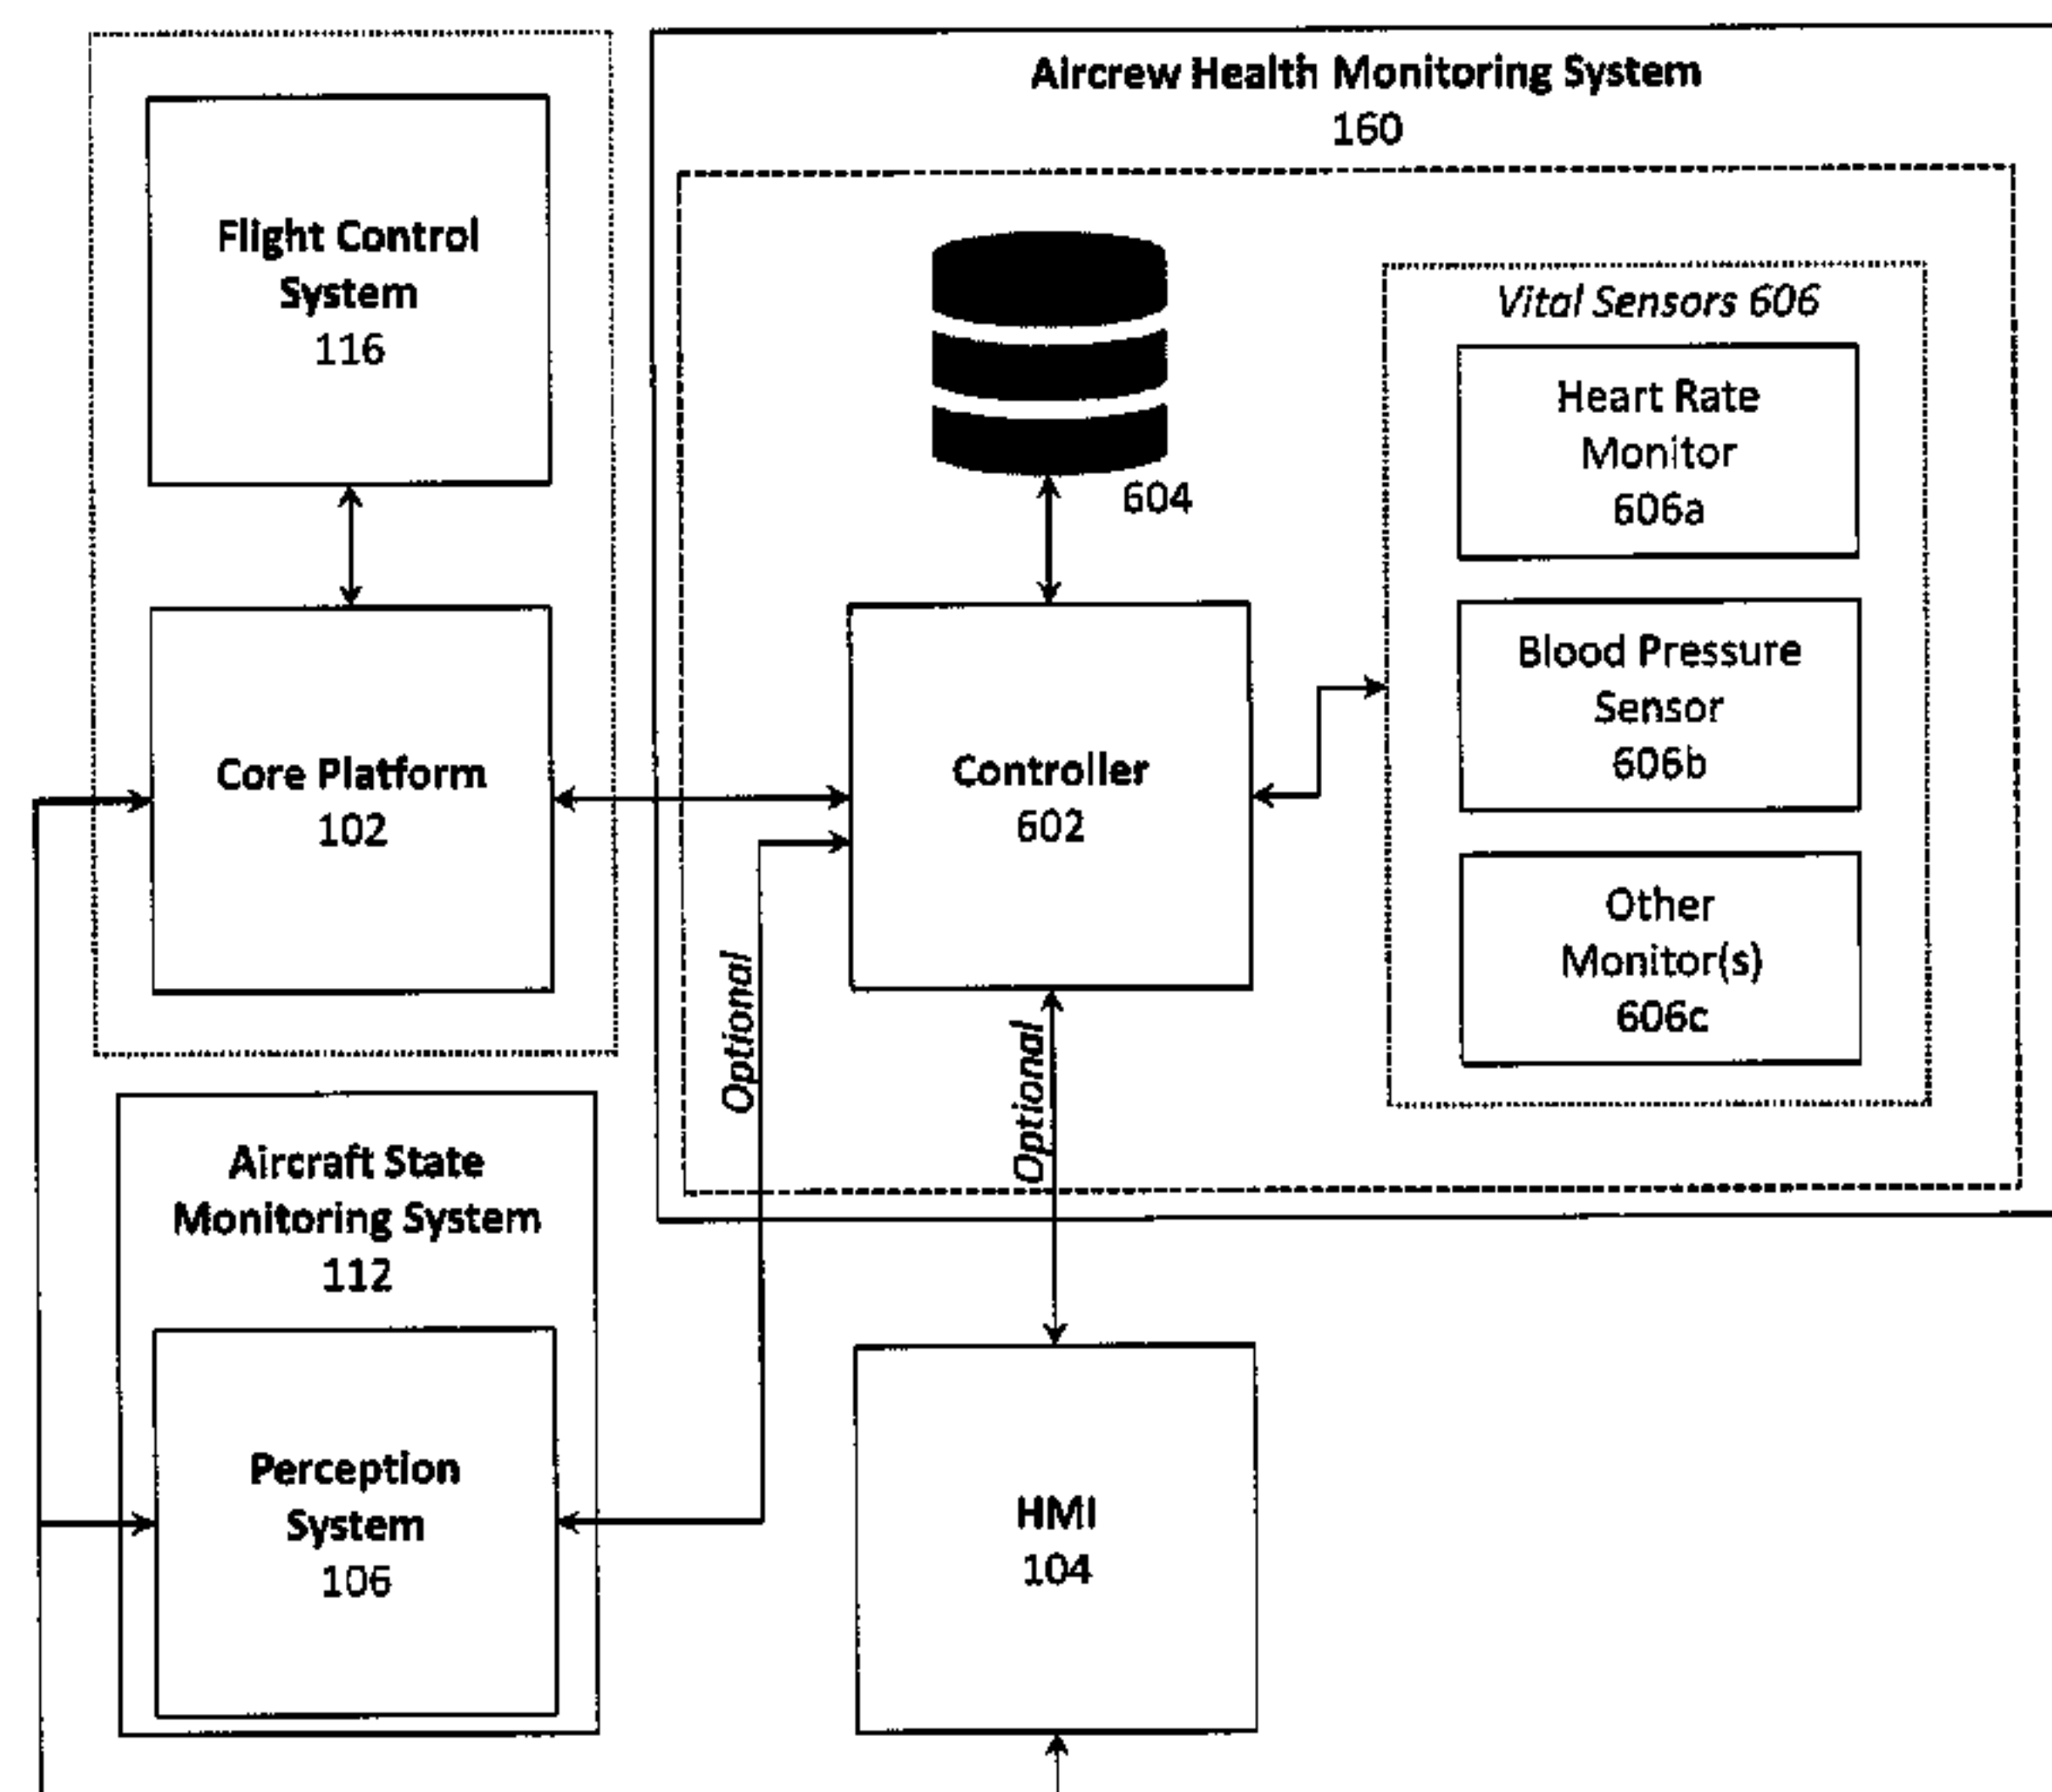 Aircrew Health Monitoring System
160
Flight Control
System
116
Core Platform
102
604
Controller
602
Vital Sensors 606
Heart Rate
Monitor
606a
Blood Pressure
Sensor
606b
Other
Monitor(s)
606c
Optional
Optional
Aircraft State
Monitoring System
112
Perception
System
106
HMI
104